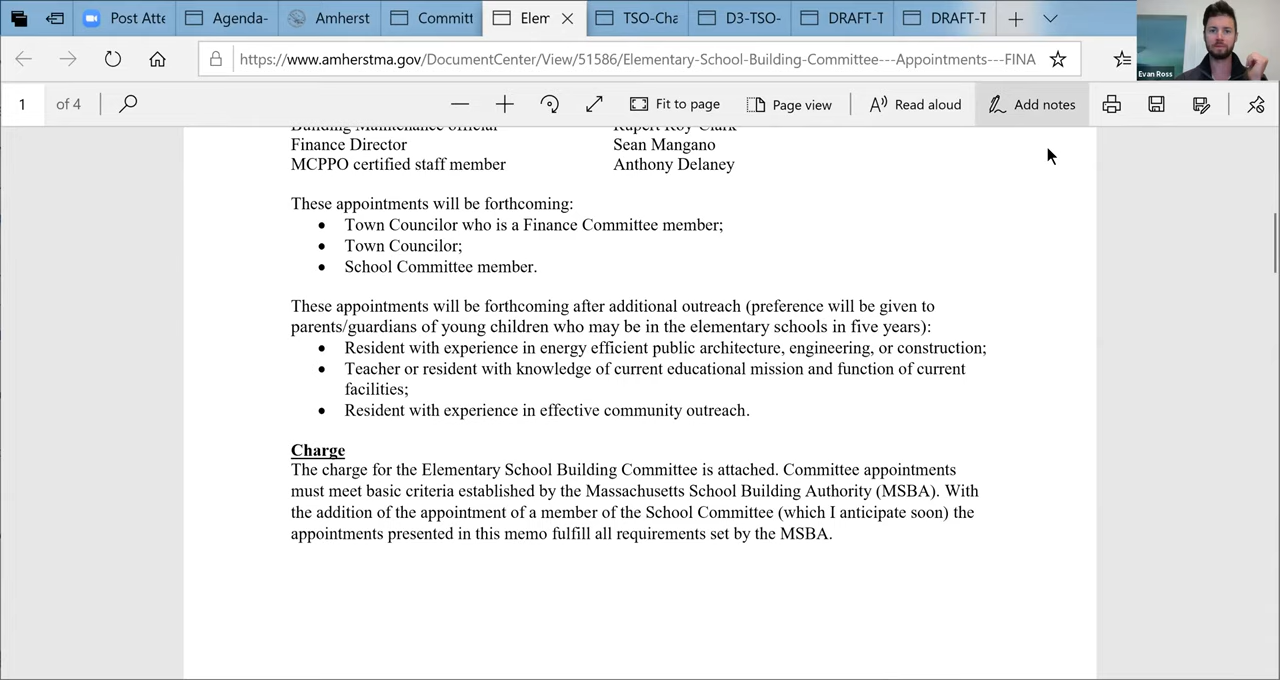 Post Atte
Agenda-
Amherst
Committ
Elem
TSO-Cha
D3-TSO-
DRAFT-T
DRAFT-T
https://www.amherstma.gov/DocumentCenter/View/51586/Elementary-School-Building-Committee---Appointments---FINA
Evan Ross
1 of 4
Fit to page
Page view
Read aloud
Add notes
Building Maintenance official Rupert Roy-Clark
Finance Director Sean Mangano
MCPPO certified staff member Anthony Delaney
These appointments will be forthcoming:
• Town Councilor who is a Finance Committee member;
• Town Councilor;
• School Committee member.
These appointments will be forthcoming after additional outreach (preference will be given to
parents/guardians of young children who may be in the elementary schools in five years):
• Resident with experience in energy efficient public architecture, engineering, or construction;
• Teacher or resident with knowledge of current educational mission and function of current
facilities;
• Resident with experience in effective community outreach.
Charge
The charge for the Elementary School Building Committee is attached. Committee appointments
must meet basic criteria established by the Massachusetts School Building Authority (MSBA). With
the addition of the appointment of a member of the School Committee (which I anticipate soon) the
appointments presented in this memo fulfill all requirements set by the MSBA.